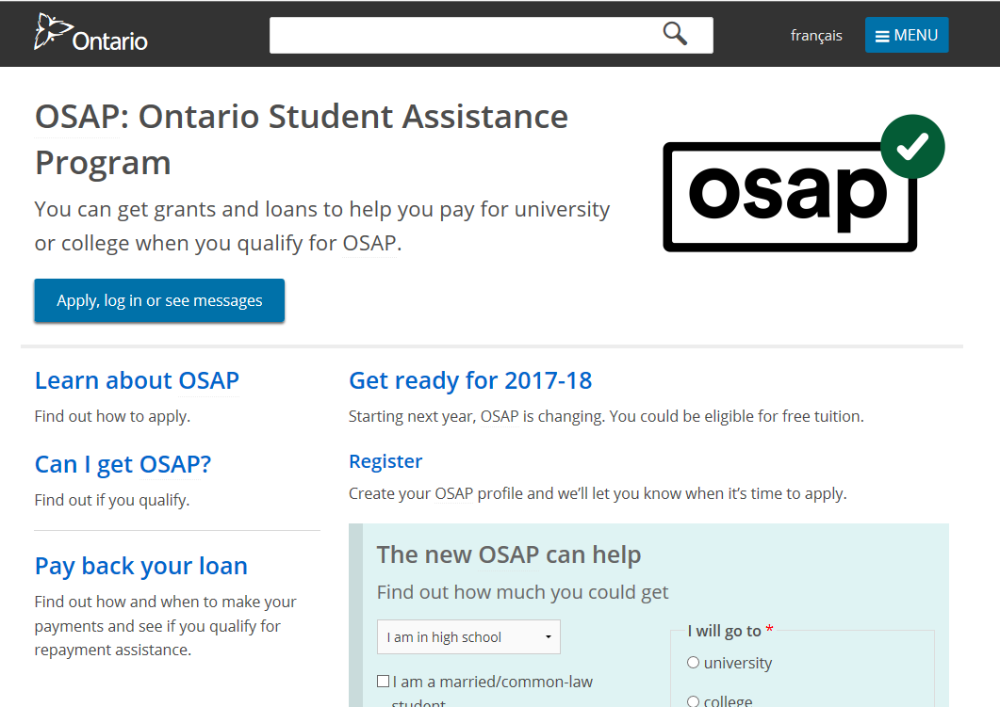 Ontario
français
MENU
OSAP: Ontario Student Assistance
Program
You can get grants and loans to help you pay for university
or college when you qualify for OSAP.
osap
Apply, log in or see messages
Learn about OSAP
Find out how to apply.
Can I get OSAP?
Find out if you qualify.
Pay back your loan
Find out how and when to make your
payments and see if you qualify for
repayment assistance.
Get ready for 2017-18
Starting next year, OSAP is changing. You could be eligible for free tuition.
Register
Create your OSAP profile and we’ll let you know when it’s time to apply.
The new OSAP can help
Find out how much you could get
I am in high school
I am a married/common-law
student
I will go to *
university
college